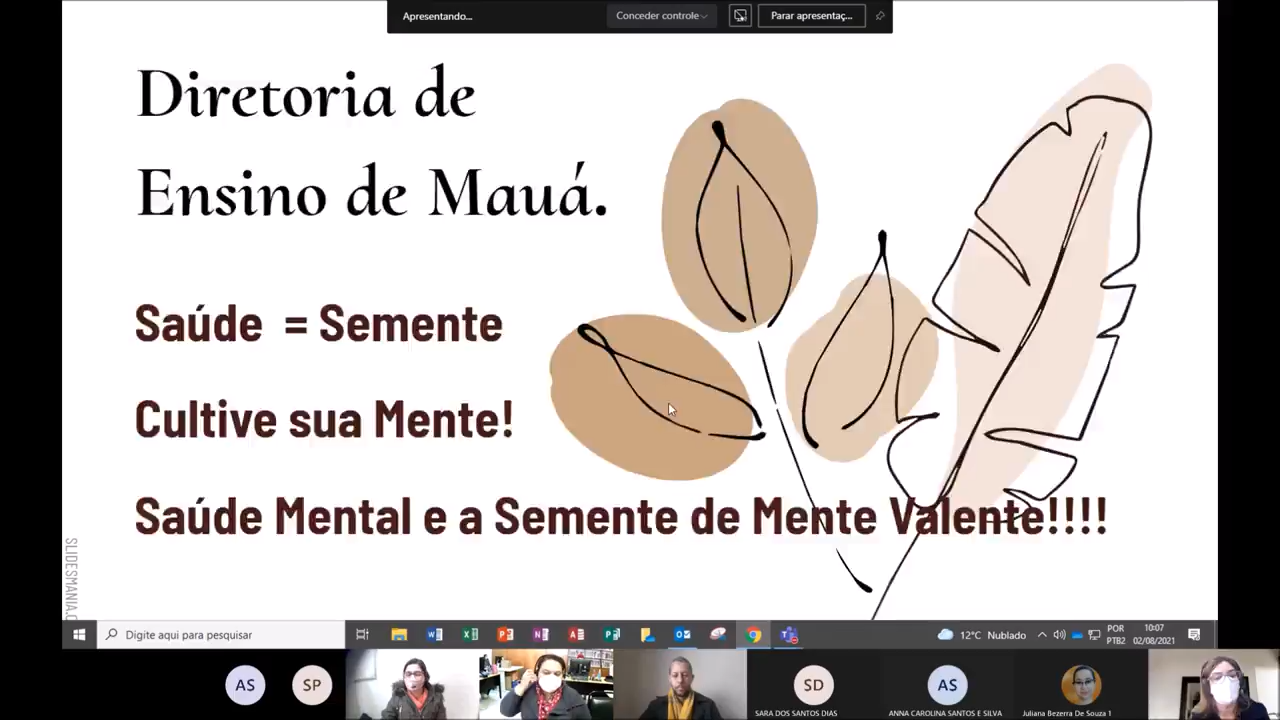 Apresentando...
Conceder controle
Parar apresentaç...
Diretoria de
Ensino de Mauá.
Saúde = Semente
Cultive sua Mente!
Saúde Mental e a Semente de Mente Valente!!!!
SLIDESMANIA.C
Digite aqui para pesquisar
12°C Nublado
POR
PTB2
10:07
02/08/2021
AS
SP
SD
AS
SARA DOS SANTOS DIAS
ANNA CAROLINA SANTOS E SILVA
Juliana Bezerra De Souza 1